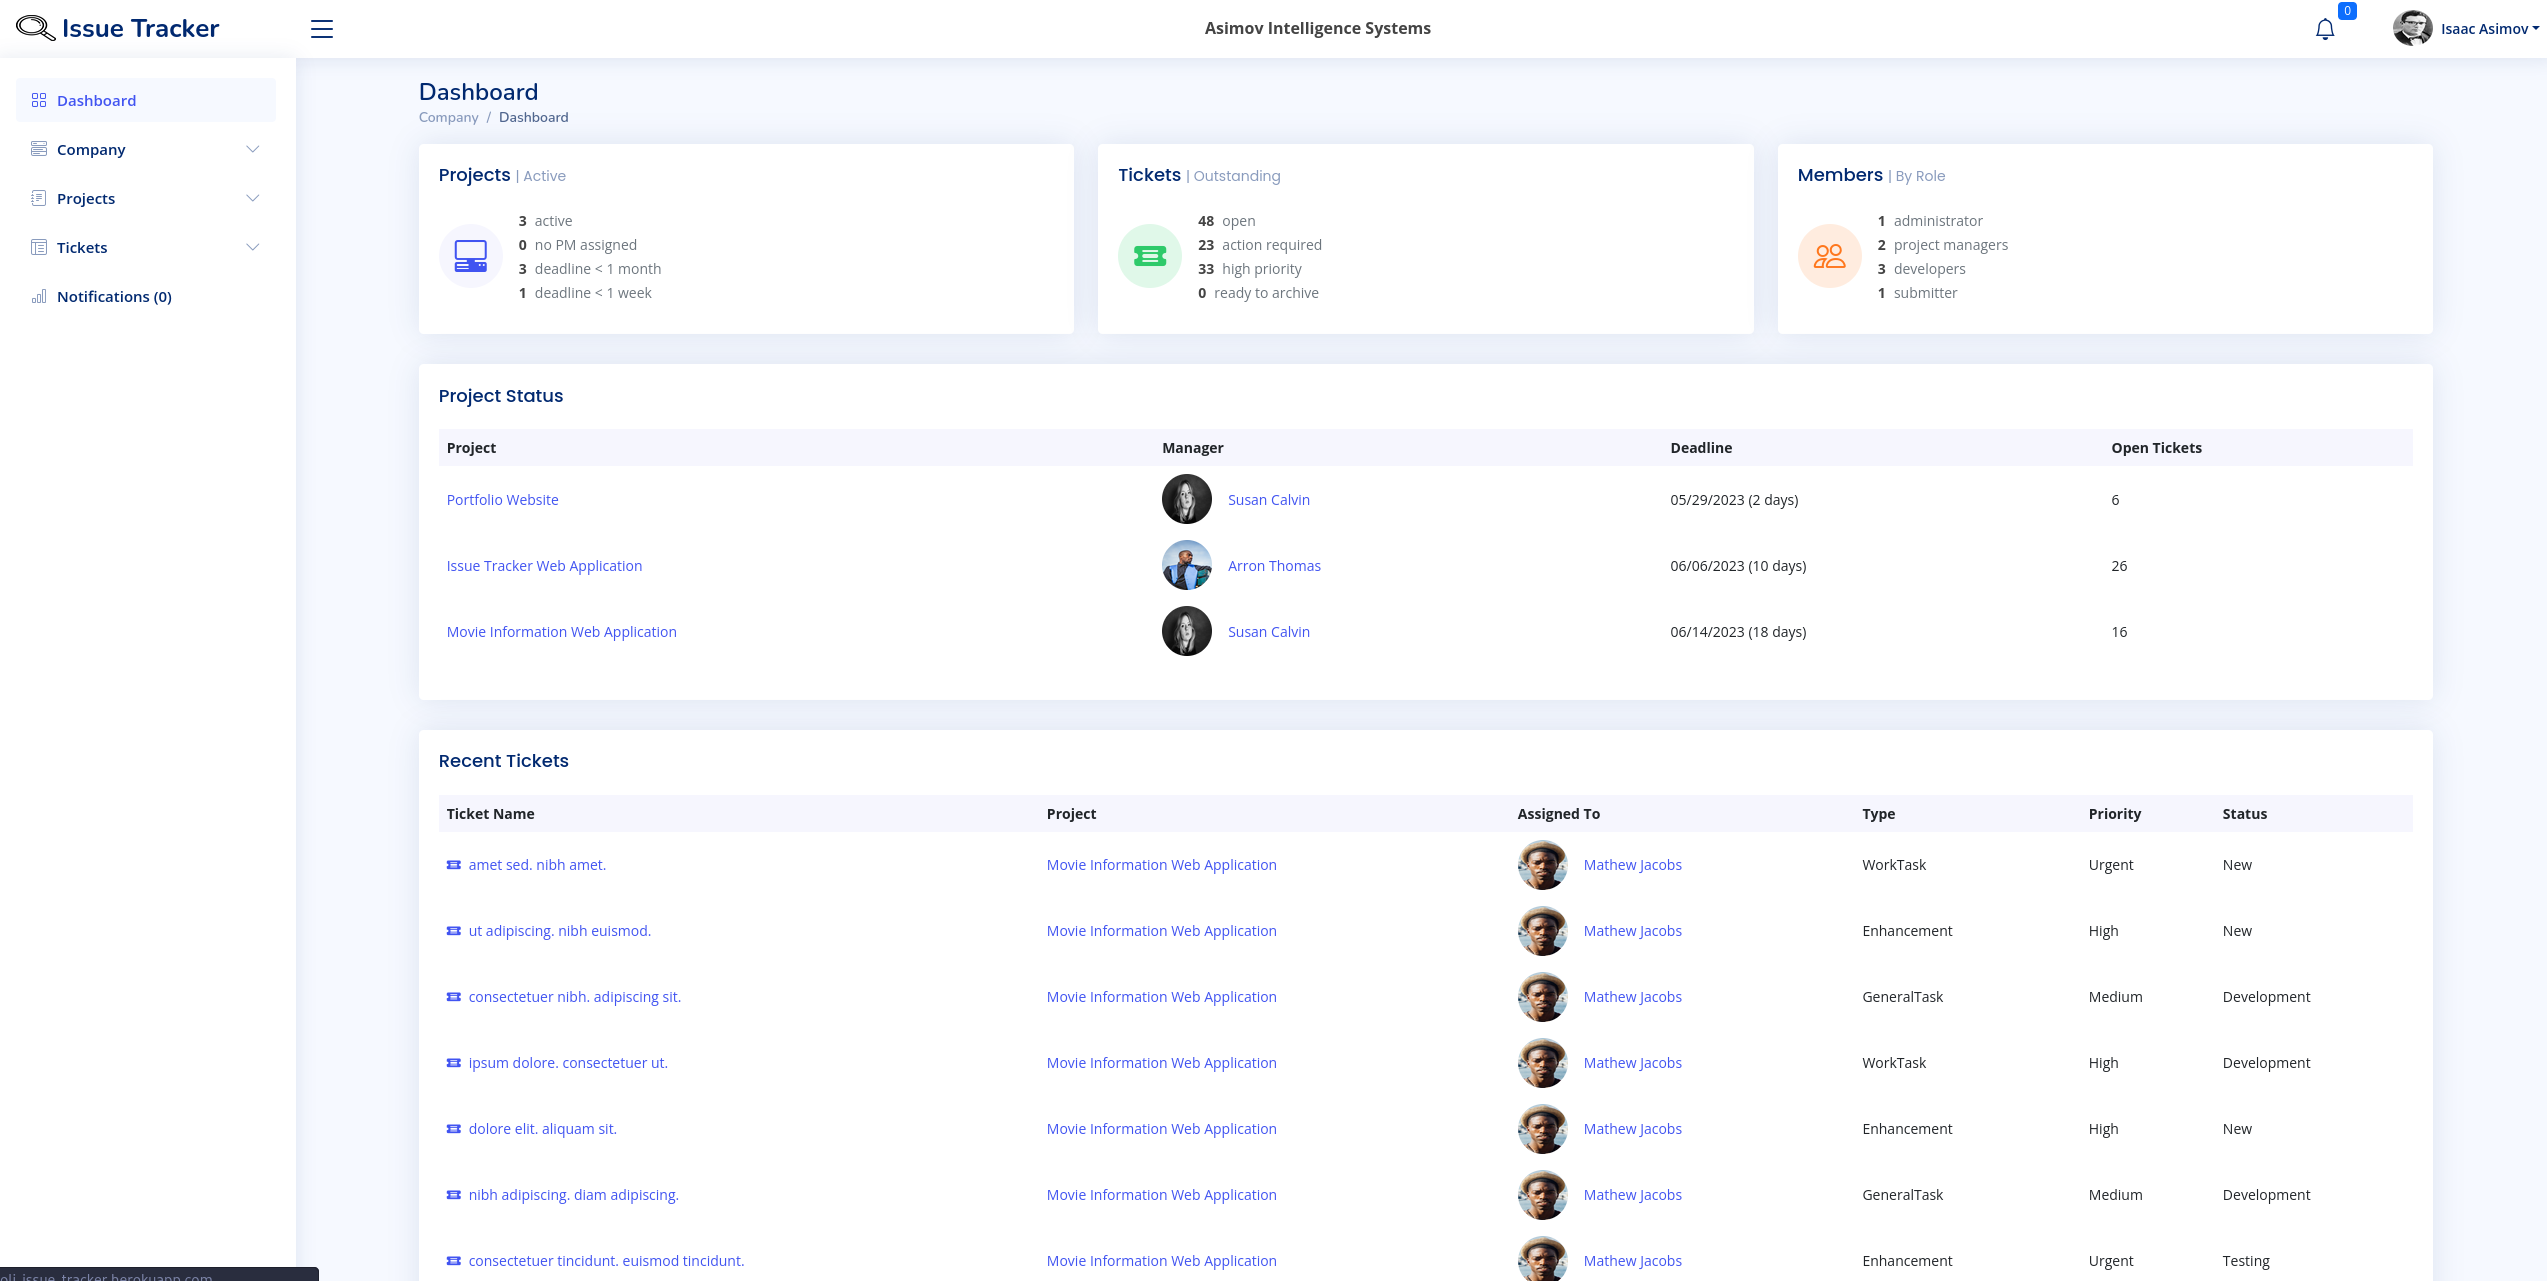 Issue Tracker
Asimov Intelligence Systems
0
Isaac Asimov
Dashboard
Company
Projects
Tickets
Notifications (0)
Dashboard
Company / Dashboard
Projects | Active
3 active
0 no PM assigned
3 deadline < 1 month
1 deadline < 1 week
Tickets | Outstanding
48 open
23 action required
33 high priority
0 ready to archive
Members | By Role
1 administrator
2 project managers
3 developers
1 submitter
Project Status
Project Manager Deadline Open Tickets
Portfolio Website Susan Calvin 05/29/2023 (2 days) 6
Issue Tracker Web Application Arron Thomas 06/06/2023 (10 days) 26
Movie Information Web Application Susan Calvin 06/14/2023 (18 days) 16
Recent Tickets
Ticket Name Project Assigned To Type Priority Status
amet sed. nibh amet. Movie Information Web Application Mathew Jacobs WorkTask Urgent New
ut adipiscing. nibh euismod. Movie Information Web Application Mathew Jacobs Enhancement High New
consectetuer nibh. adipiscing sit. Movie Information Web Application Mathew Jacobs GeneralTask Medium Development
ipsum dolore. consectetuer ut. Movie Information Web Application Mathew Jacobs WorkTask High Development
dolore elit. aliquam sit. Movie Information Web Application Mathew Jacobs Enhancement High New
nibh adipiscing. diam adipiscing. Movie Information Web Application Mathew Jacobs GeneralTask Medium Development
consectetuer tincidunt. euismod tincidunt. Movie Information Web Application Mathew Jacobs Enhancement Urgent Testing